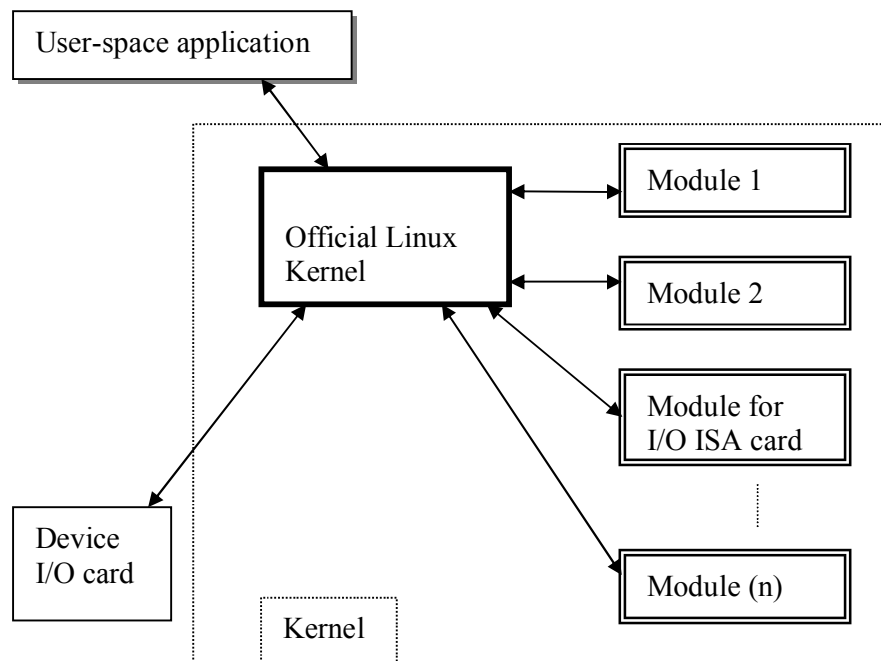 User-space application
Module 1
Official Linux
Kernel
Module 2
Module for
I/O ISA card
Device
I/O card
Module (n)
Kernel